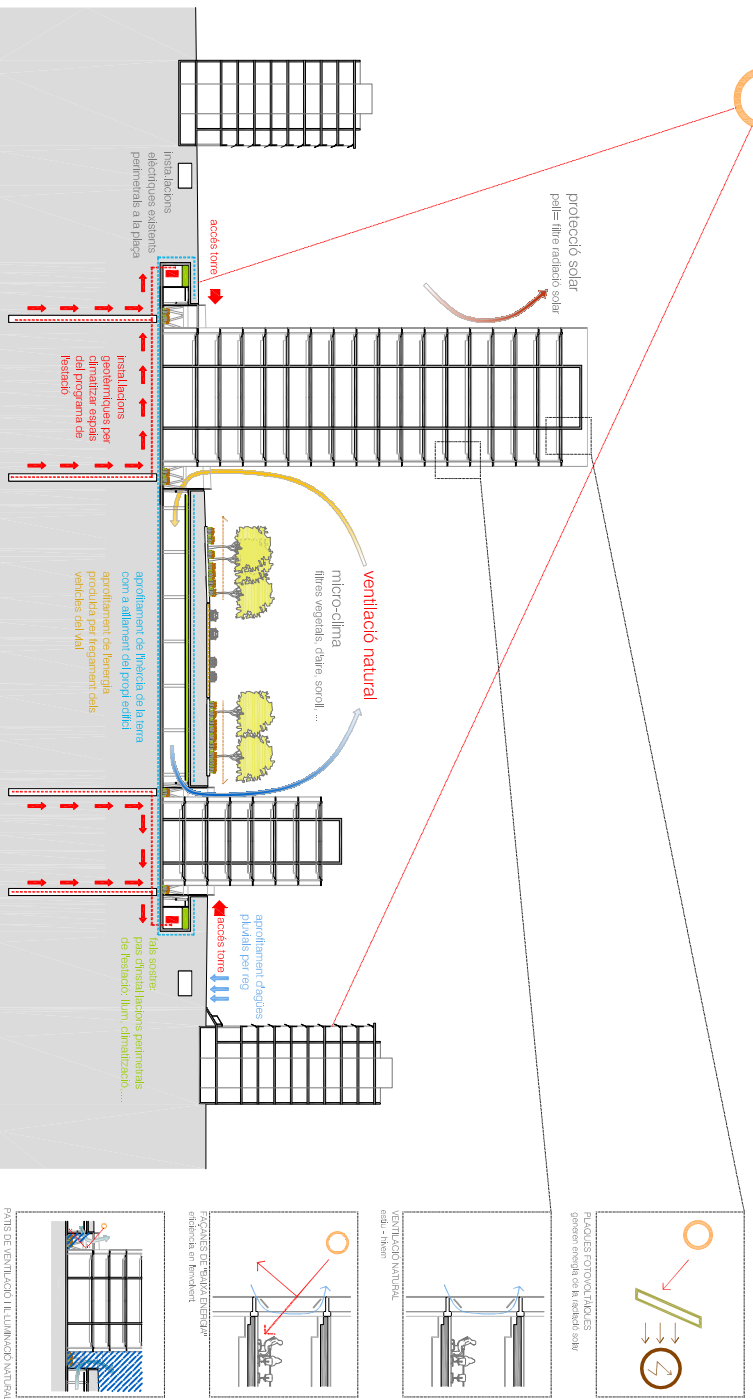 protecció solar
pell= filtre radiació solar
accés torre
instal.lacions
elèctriques existents
perimetrals a la plaça
instal.lacions
geotèrmiques per
climatitzar espais
del programa de
l'estació
ventilació natural
micro-clima
filtres vegetals, d'aire, soroll, ...
aprofitament de l'inèrcia de la terra
com a aïllament del propi edifici
aprofitament de l'energia
produïda per fregament dels
vehicles del vial
aprofitament d'agües
pluvials per reg
accés torre
fals sostre:
pas d'instal.lacions perimetrals
de l'estació: llum, climatització, ...
PLAQUES FOTOVOLTAIQUES
generen energia de la radiació solar
VENTILACIÓ NATURAL
estiu - hivern
FAÇANES DE "BAIXA ENERGIA"
eficiència en l'envolvent
PATIS DE VENTILACIÓ I IL.LUMINACIÓ NATURAL